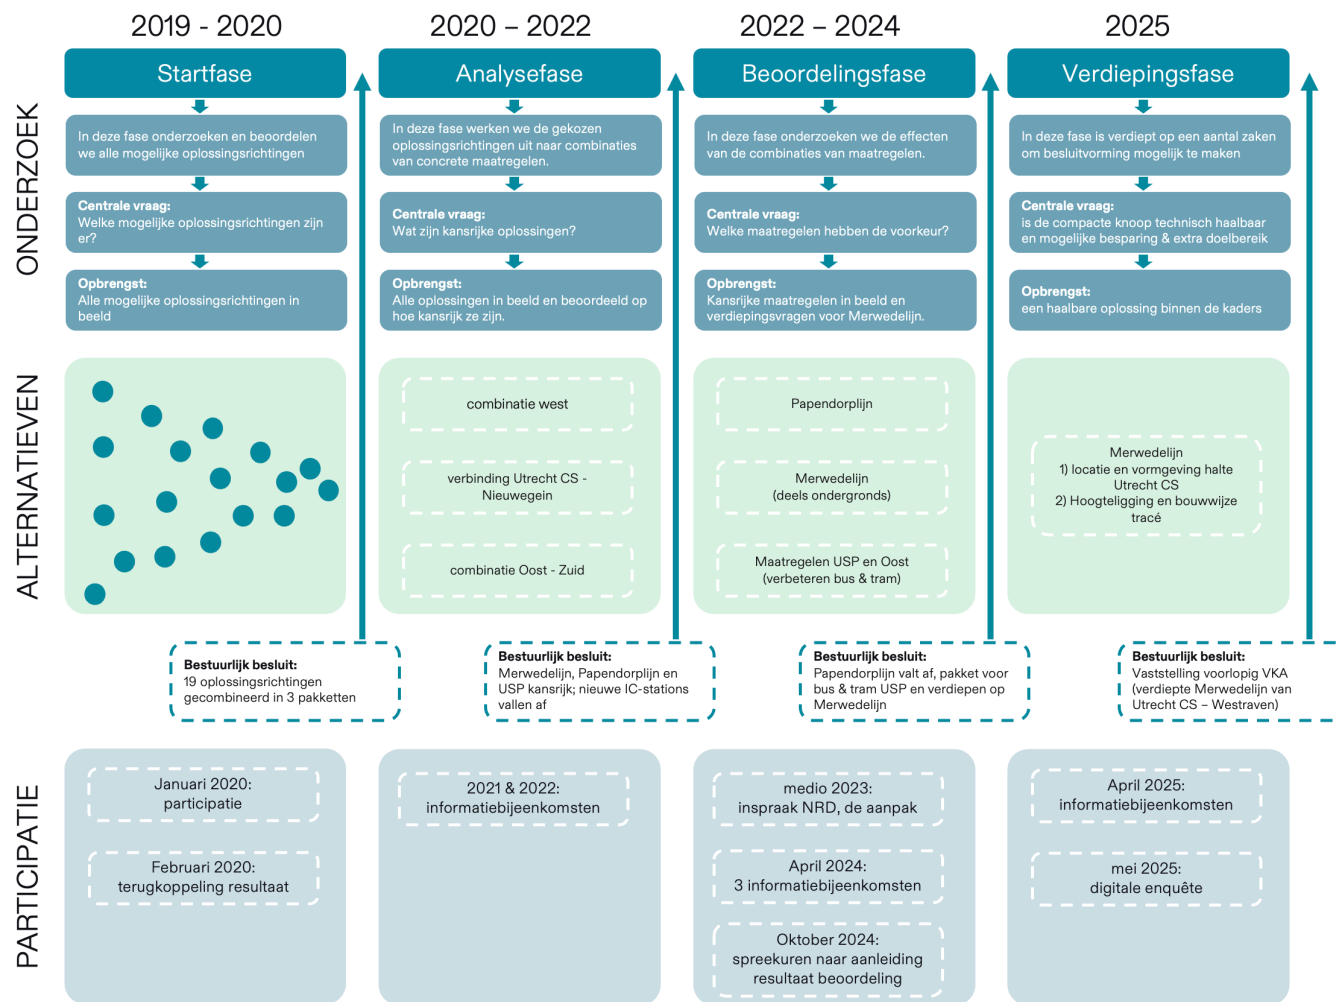 2019 - 2020
2020 – 2022
2022 – 2024
2025
ONDERZOEK
Startfase
Analysefase
Beoordelingsfase
Verdiepingsfase
In deze fase onderzoeken en beoordelen
we alle mogelijke oplossingsrichtingen
In deze fase werken we de gekozen
oplossingsrichtingen uit naar combinaties
van concrete maatregelen.
In deze fase onderzoeken we de effecten
van de combinaties van maatregelen.
In deze fase is verdiept op een aantal zaken
om besluitvorming mogelijk te maken
Centrale vraag:
Welke mogelijke oplossingsrichtingen zijn
er?
Centrale vraag:
Wat zijn kansrijke oplossingen?
Centrale vraag:
Welke maatregelen hebben de voorkeur?
Centrale vraag:
is de compacte knoop technisch haalbaar
en mogelijke besparing & extra doelbereik
Opbrengst:
Alle mogelijke oplossingsrichtingen in
beeld
Opbrengst:
Alle oplossingen in beeld en beoordeeld op
hoe kansrijk ze zijn.
Opbrengst:
Kansrijke maatregelen in beeld en
verdiepingsvragen voor Merwedelijn.
Opbrengst:
een haalbare oplossing binnen de kaders
ALTERNATIEVEN
combinatie west
verbinding Utrecht CS -
Nieuwegein
combinatie Oost - Zuid
Papendorplijn
Merwedelijn
(deels ondergronds)
Maatregelen USP en Oost
(verbeteren bus & tram)
Merwedelijn
1) locatie en vormgeving halte
Utrecht CS
2) Hoogteligging en bouwwijze
tracé
Bestuurlijk besluit:
19 oplossingsrichtingen
gecombineerd in 3 pakketten
Bestuurlijk besluit:
Merwedelijn, Papendorplijn en
USP kansrijk; nieuwe IC-stations
vallen af
Bestuurlijk besluit:
Papendorplijn valt af, pakket voor
bus & tram USP en verdiepen op
Merwedelijn
Bestuurlijk besluit:
Vaststelling voorlopig VKA
(verdiepte Merwedelijn van
Utrecht CS – Westraven)
PARTICIPATIE
Januari 2020:
participatie
Februari 2020:
terugkoppeling resultaat
2021 & 2022:
informatiebijeenkomsten
medio 2023:
inspraak NRD, de aanpak
April 2024:
3 informatiebijeenkomsten
Oktober 2024:
spreekuren naar aanleiding
resultaat beoordeling
April 2025:
informatiebijeenkomsten
mei 2025:
digitale enquête